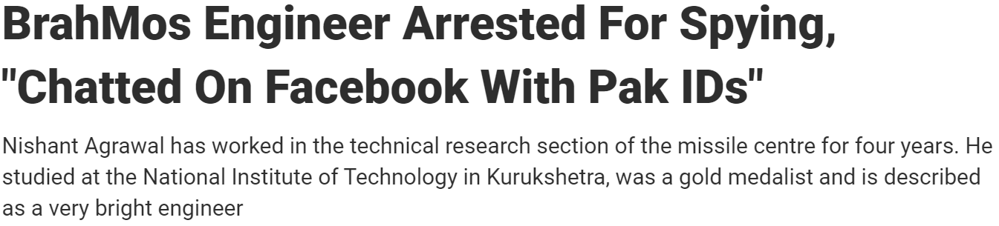 BrahMos Engineer Arrested For Spying,
"Chatted On Facebook With Pak IDs"
Nishant Agrawal has worked in the technical research section of the missile centre for four years. He
studied at the National Institute of Technology in Kurukshetra, was a gold medalist and is described
as a very bright engineer